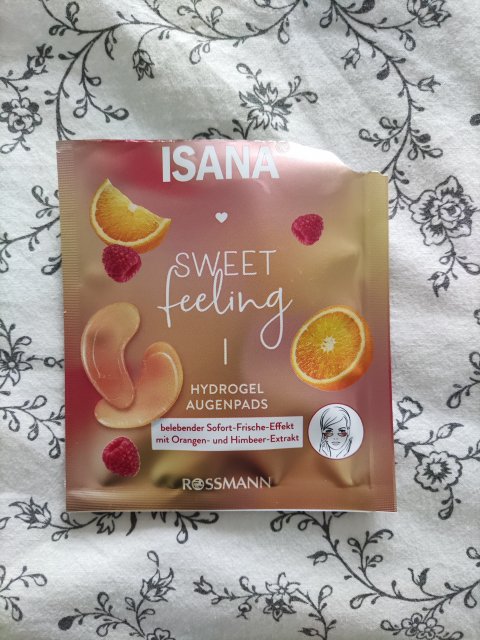 ISANA
SWEET
feeling
HYDROGEL
AUGENPADS
belebender Sofort-Frische-Effekt
mit Orangen- und Himbeer-Extrakt
ROSSMANN